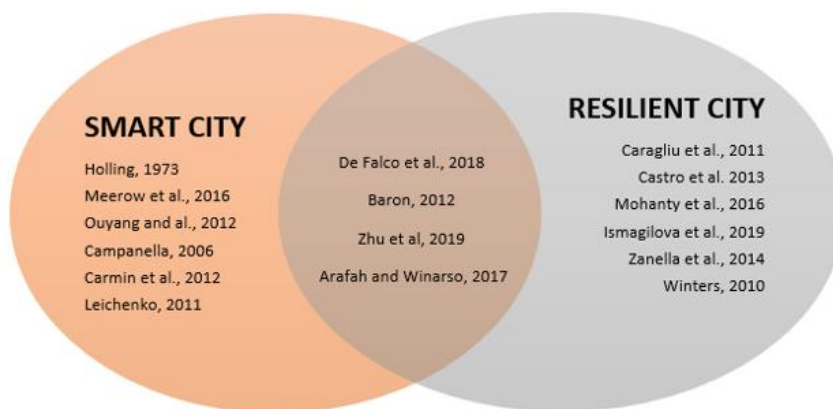 SMART CITY
Holling, 1973
Meerow et al., 2016
Ouyang and al., 2012
Campanella, 2006
Carmin et al., 2012
Leichenko, 2011
De Falco et al., 2018
Baron, 2012
Zhu et al, 2019
Arafah and Winarso, 2017
RESILIENT CITY
Caragliu et al., 2011
Castro et al. 2013
Mohanty et al., 2016
Ismagilova et al., 2019
Zanella et al., 2014
Winters, 2010